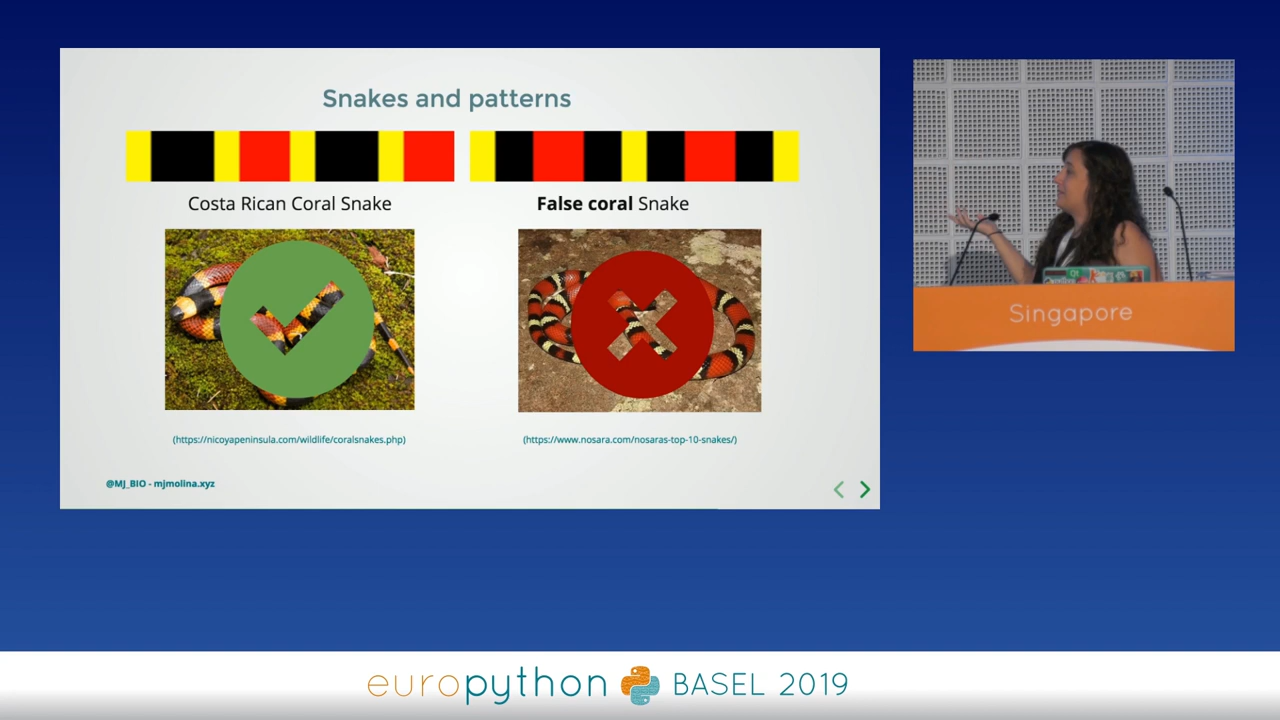 Snakes and patterns
Costa Rican Coral Snake
False coral Snake
(https://nicoyapeninsula.com/wildlife/coralsnakes.php)
(https://www.nosara.com/nosaras-top-10-snakes/)
@MJ_BIO - mjmolina.xyz
Qt
Singapore
europython BASEL 2019